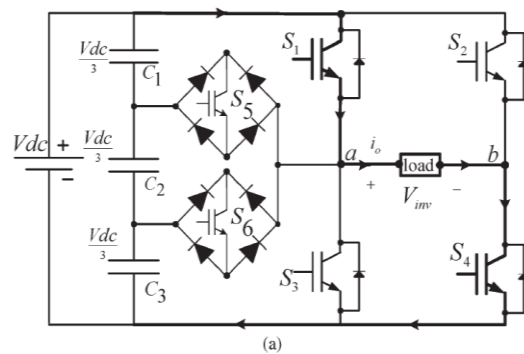 Vdc
3
C1
S5
S1
S2
Vdc +
-
Vdc
3
C2
a
io
load
b
+
Vinv
-
S6
Vdc
3
C3
S3
S4
(a)